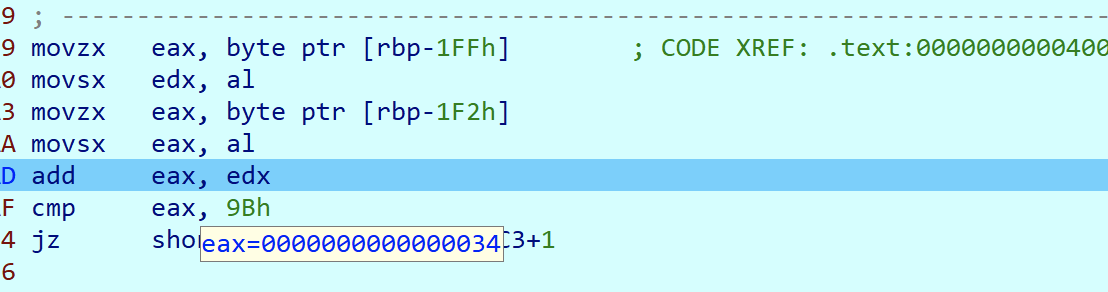 9 ; ---------------------------------------------------------------------------
9 movzx eax, byte ptr [rbp-1FFh] ; CODE XREF: .text:0000000000400
0 movsx edx, al
3 movzx eax, byte ptr [rbp-1F2h]
A movsx eax, al
D add eax, edx
F cmp eax, 9Bh
4 jz shor eax=0000000000000034 C3+1
6